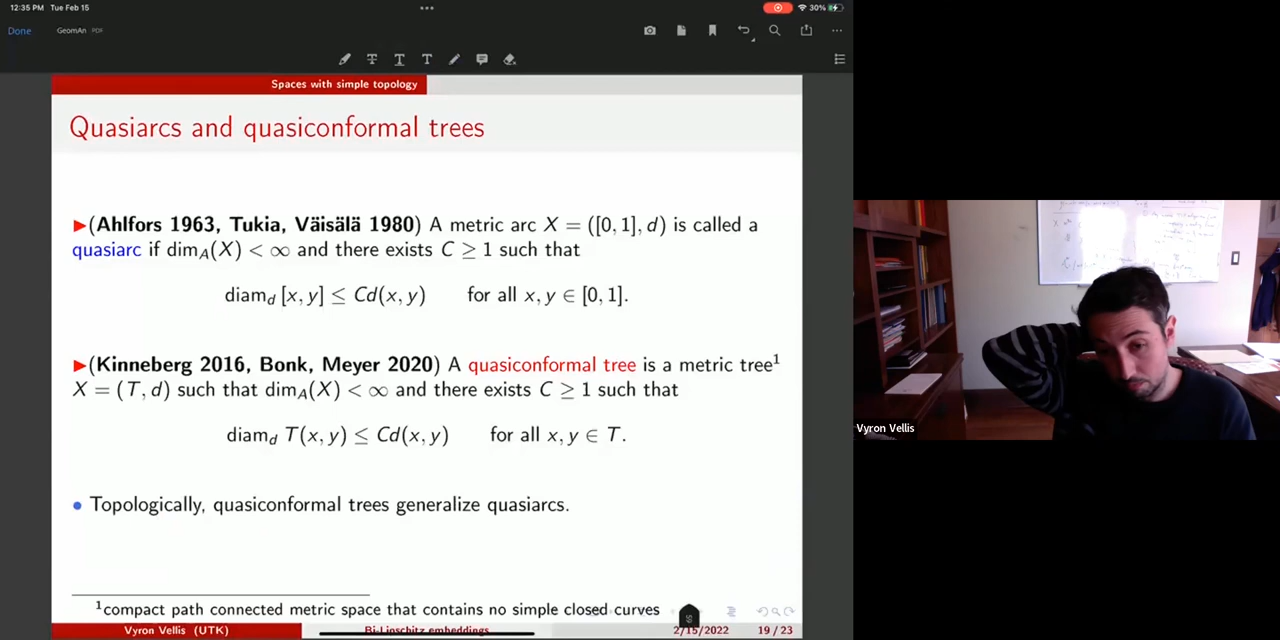 12:35 PM Tue Feb 15
30%
Done
GeomAn PDF
Spaces with simple topology
Quasiarcs and quasiconformal trees
▶(Ahlfors 1963, Tukia, Väisälä 1980) A metric arc X = ([0, 1], d) is called a
quasiarc if dim_A(X) < ∞ and there exists C ≥ 1 such that
diam_d [x, y] ≤ Cd(x, y) for all x, y ∈ [0, 1].
▶(Kinneberg 2016, Bonk, Meyer 2020) A quasiconformal tree is a metric tree¹
X = (T, d) such that dim_A(X) < ∞ and there exists C ≥ 1 such that
diam_d T(x, y) ≤ Cd(x, y) for all x, y ∈ T.
• Topologically, quasiconformal trees generalize quasiarcs.
¹compact path connected metric space that contains no simple closed curves
Vyron Vellis (UTK) Bi-Lipschitz embeddings 2/15/2022 19 / 23
Vyron Vellis